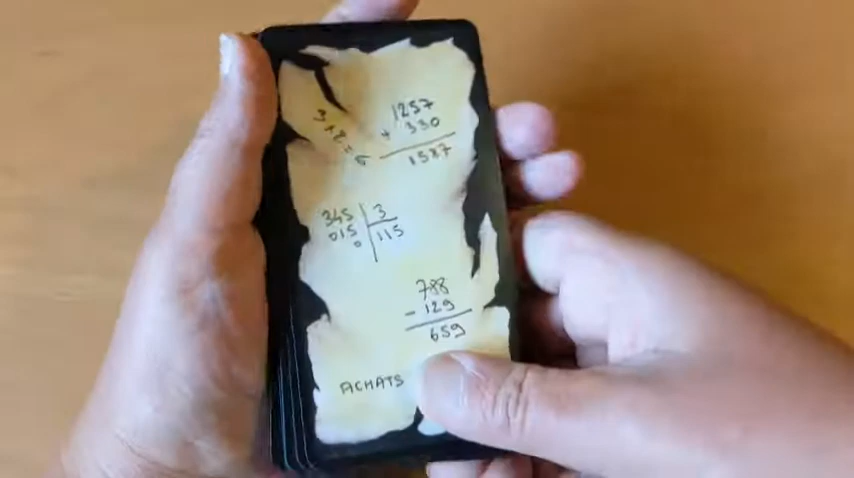 3 x 2 = 6
1257
+ 330
1587
345 | 3
015 | 115
0
788
- 129
659
ACHATS